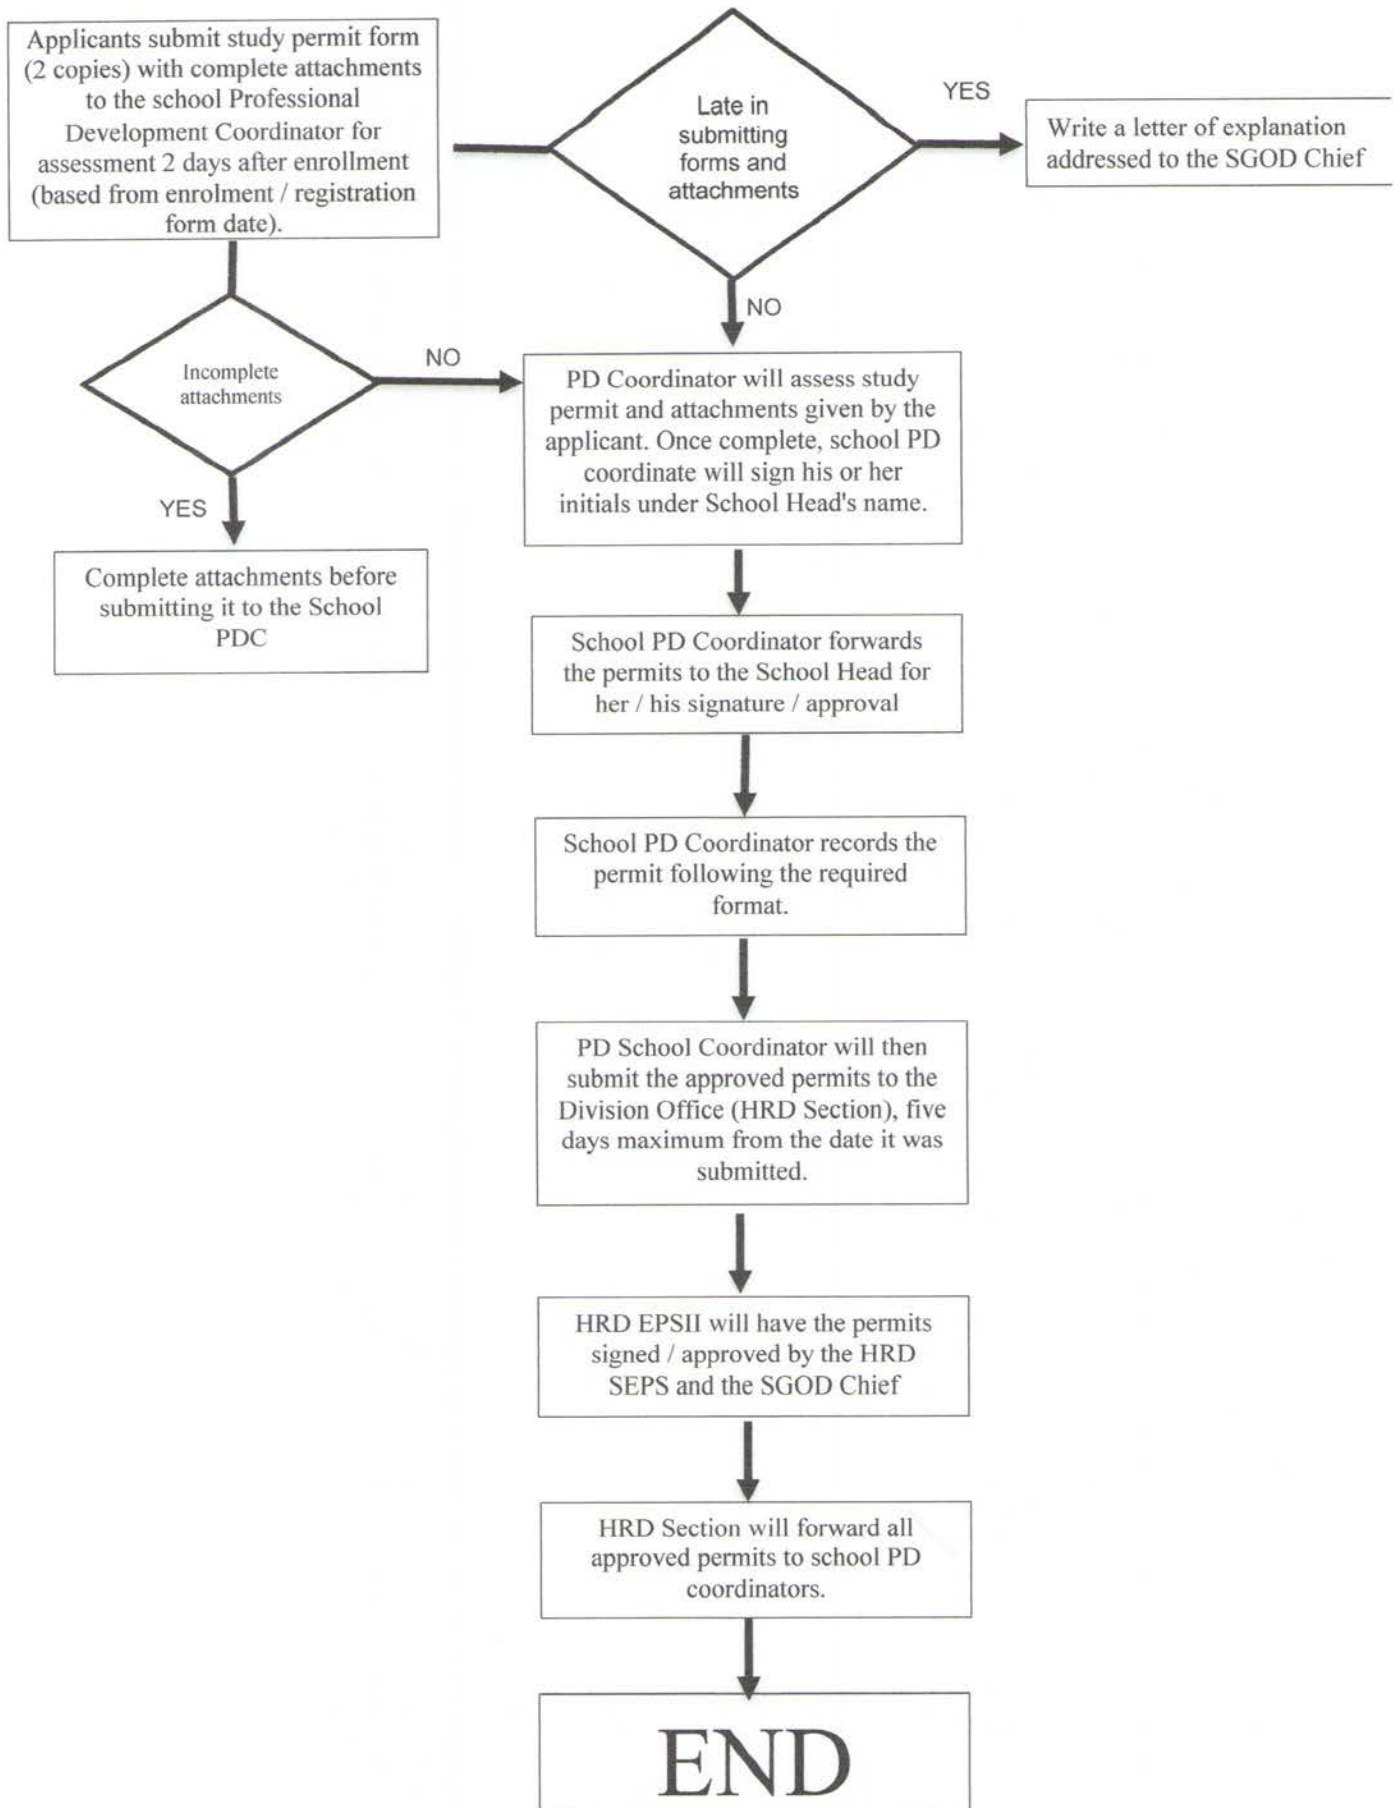 Applicants submit study permit form
(2 copies) with complete attachments
to the school Professional
Development Coordinator for
assessment 2 days after enrollment
(based from enrolment / registration
form date).
Late in
submitting
forms and
attachments
YES
Write a letter of explanation
addressed to the SGOD Chief
NO
Incomplete
attachments
NO
YES
Complete attachments before
submitting it to the School
PDC
PD Coordinator will assess study
permit and attachments given by the
applicant. Once complete, school PD
coordinate will sign his or her
initials under School Head's name.
School PD Coordinator forwards
the permits to the School Head for
her / his signature / approval
School PD Coordinator records the
permit following the required
format.
PD School Coordinator will then
submit the approved permits to the
Division Office (HRD Section), five
days maximum from the date it was
submitted.
HRD EPSII will have the permits
signed / approved by the HRD
SEPS and the SGOD Chief
HRD Section will forward all
approved permits to school PD
coordinators.
END